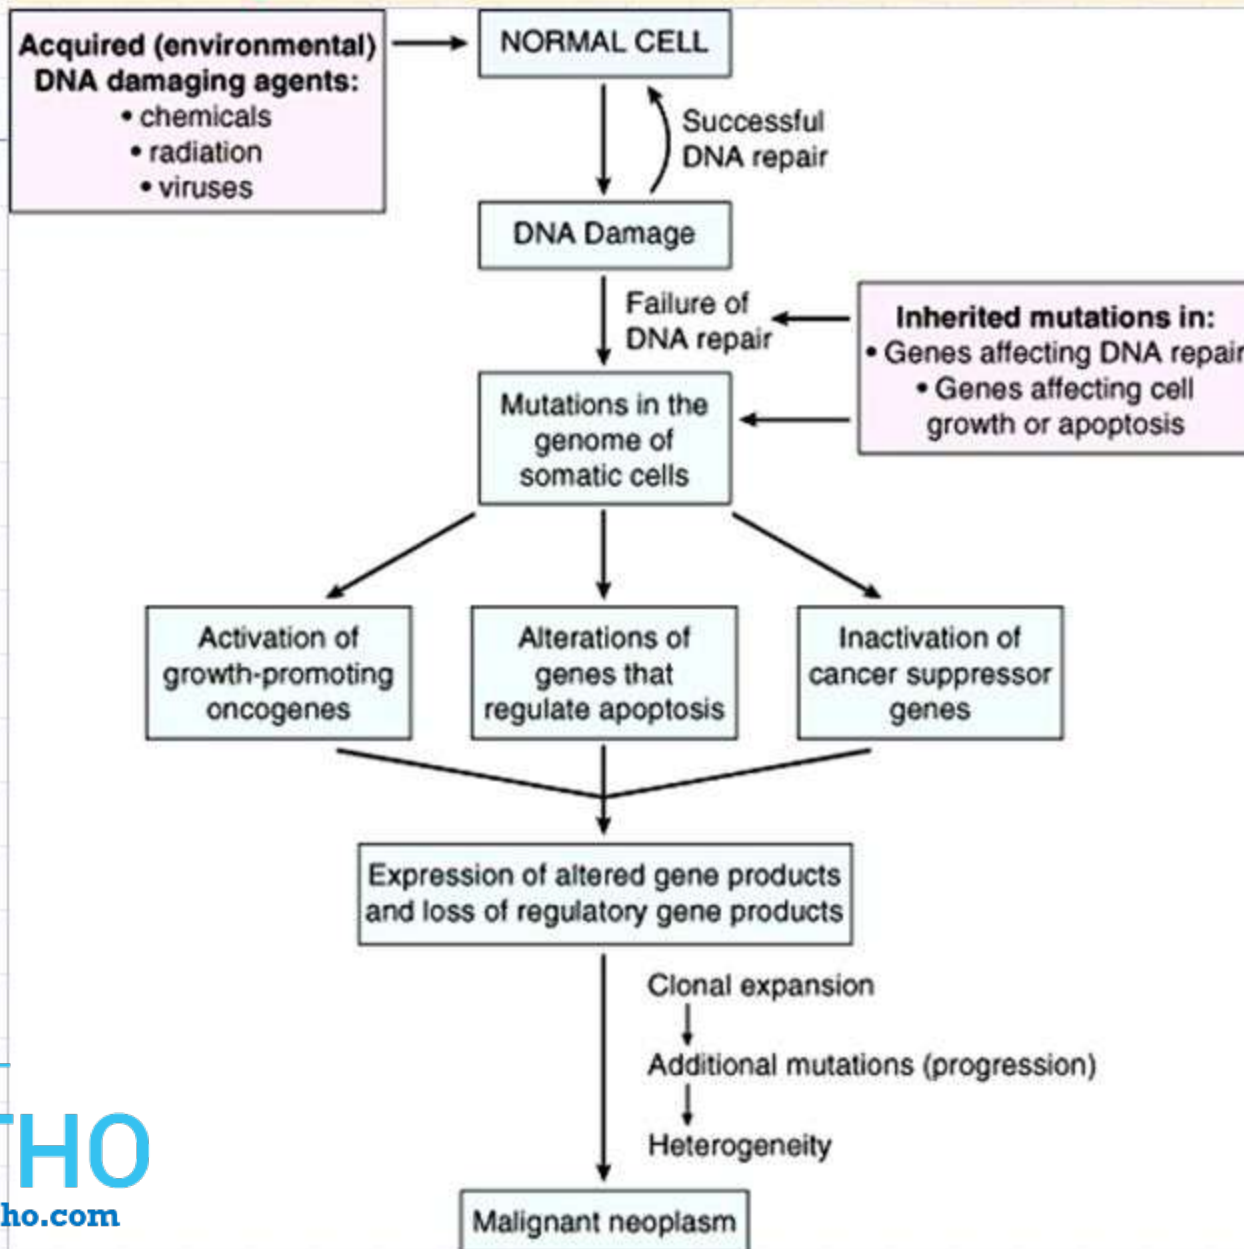 Acquired (environmental)
DNA damaging agents:
• chemicals
• radiation
• viruses
NORMAL CELL
Successful
DNA repair
DNA Damage
Failure of
DNA repair
Inherited mutations in:
• Genes affecting DNA repair
• Genes affecting cell
growth or apoptosis
Mutations in the
genome of
somatic cells
Activation of
growth-promoting
oncogenes
Alterations of
genes that
regulate apoptosis
Inactivation of
cancer suppressor
genes
Expression of altered gene products
and loss of regulatory gene products
Clonal expansion
Additional mutations (progression)
Heterogeneity
Malignant neoplasm
THO
ho.com